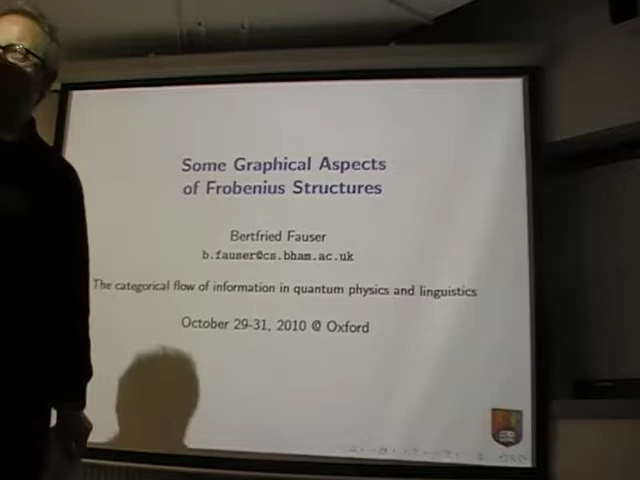 Some Graphical Aspects
of Frobenius Structures
Bertfried Fauser
b.fauser@cs.bham.ac.uk
The categorical flow of information in quantum physics and linguistics
October 29-31, 2010 @ Oxford